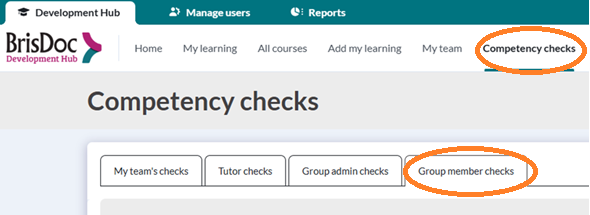 Development Hub Manage users Reports
BrisDoc
Development Hub
Home My learning All courses Add my learning My team Competency checks
Competency checks
My team's checks Tutor checks Group admin checks Group member checks